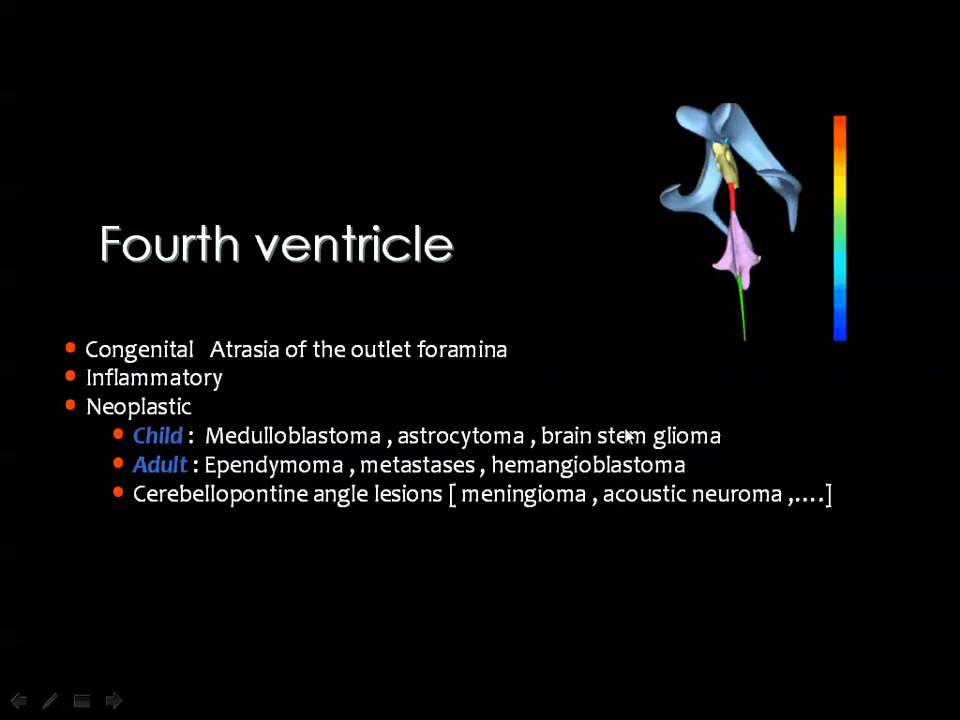 Fourth ventricle
Congenital Atrasia of the outlet foramina
Inflammatory
Neoplastic
Child : Medulloblastoma , astrocytoma , brain stem glioma
Adult : Ependymoma , metastases , hemangioblastoma
Cerebellopontine angle lesions [ meningioma , acoustic neuroma ,....]